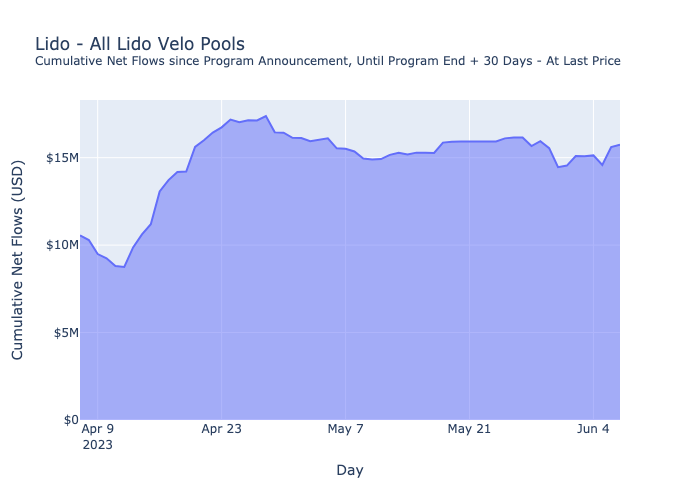 Lido - All Lido Velo Pools
Cumulative Net Flows since Program Announcement, Until Program End + 30 Days - At Last Price
Cumulative Net Flows (USD)
$15M
$10M
$5M
$0
Apr 9
2023
Apr 23
May 7
May 21
Jun 4
Day